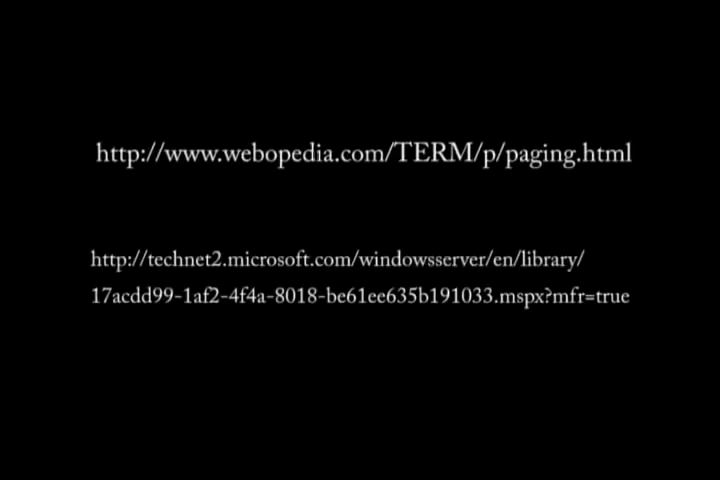 http://www.webopedia.com/TERM/p/paging.html
http://technet2.microsoft.com/windowsserver/en/library/
17acdd99-1af2-4f4a-8018-be61ee635b191033.mspx?mfr=true